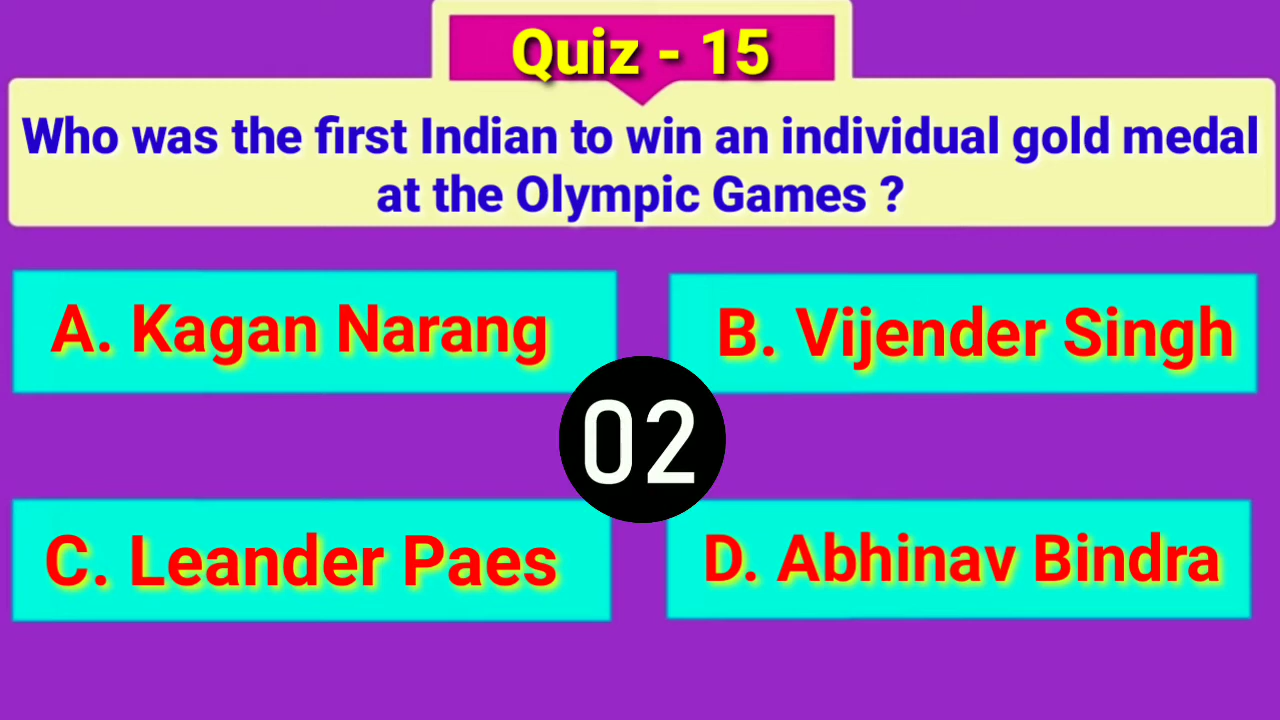 Quiz - 15
Who was the first Indian to win an individual gold medal
at the Olympic Games ?
A. Kagan Narang
B. Vijender Singh
02
C. Leander Paes
D. Abhinav Bindra